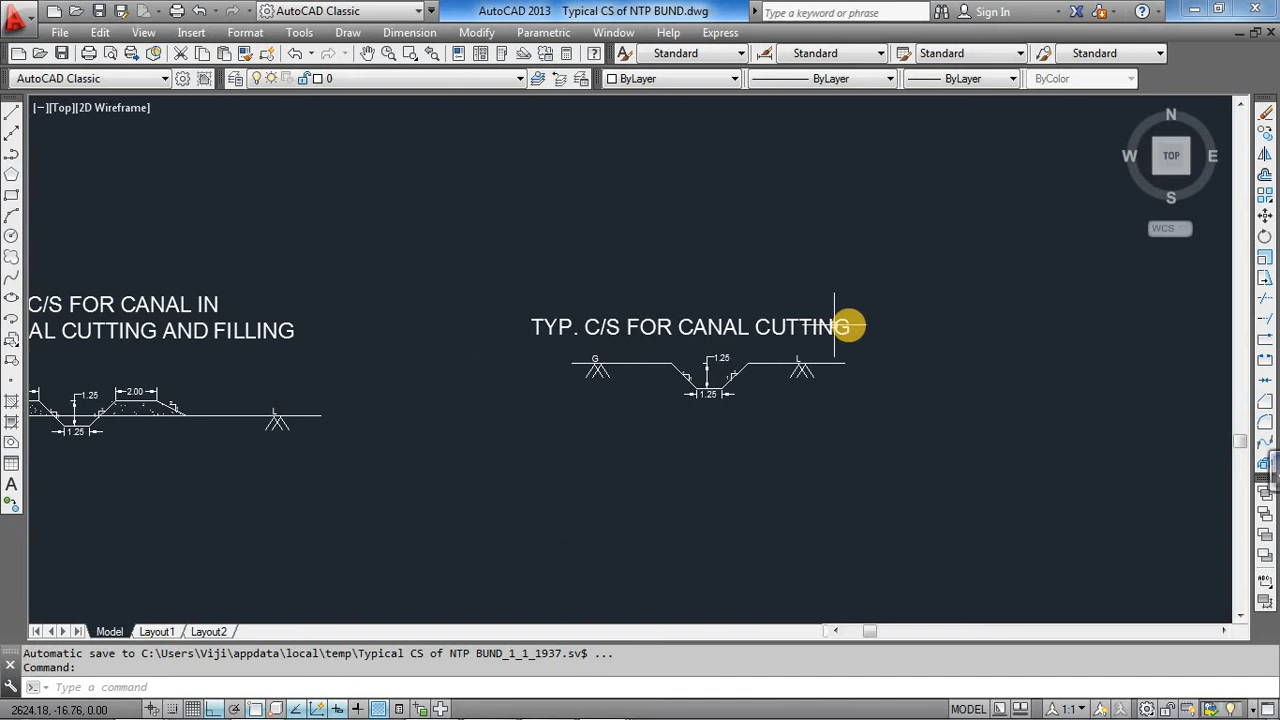 AutoCAD Classic
AutoCAD 2013 Typical CS of NTP BUND.dwg
Type a keyword or phrase
Sign In
File Edit View Insert Format Tools Draw Dimension Modify Parametric Window Help Express
Standard Standard Standard Standard
AutoCAD Classic 0 ByLayer ByLayer ByLayer ByColor
[−][Top][2D Wireframe]
N
W TOP E
S
WCS
C/S FOR CANAL IN
AL CUTTING AND FILLING
TYP. C/S FOR CANAL CUTTING
G 1.25 L
1.25
1.25 2.00
L
1.25
Model Layout1 Layout2
Automatic save to C:\Users\Viji\appdata\local\temp\Typical CS of NTP BUND_1_1_1937.sv$ ...
Command:
Type a command
2624.18, -16.76, 0.00
MODEL 1:1